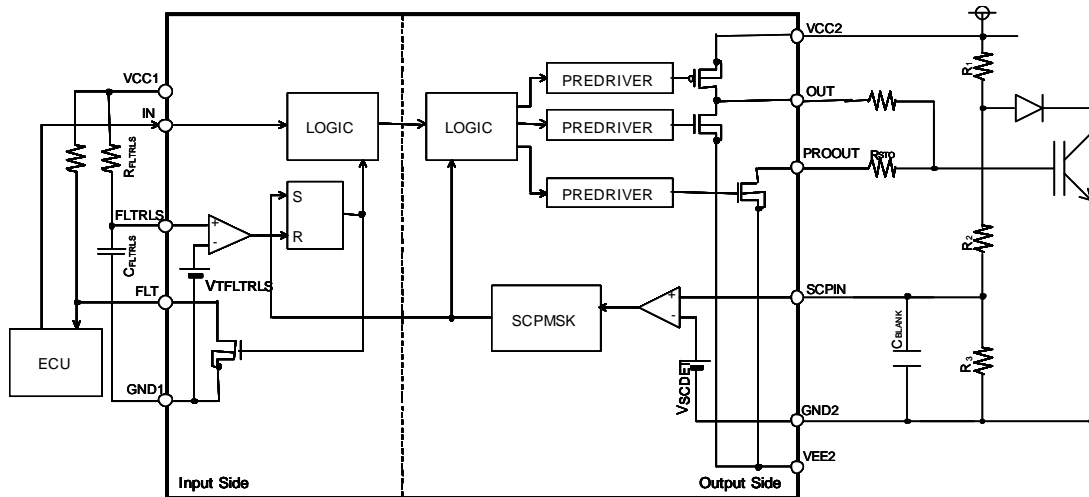 VCC1
IN
RFLTRLS
FLTRLS
CFLTRLS
FLT
ECU
GND1
LOGIC
S
R
+
-
VTFLTRLS
Input Side
LOGIC
PREDRIVER
PREDRIVER
PREDRIVER
SCPMSK
+
-
VSCDET
Output Side
VCC2
OUT
PROOUT
RSTO
SCPIN
CBLANK
GND2
VEE2
R1
R2
R3